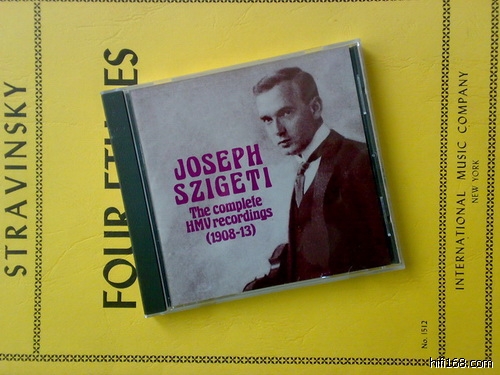 STRAVINSKY
FOUR ETUDES
JOSEPH
SZIGETI
The complete
HMV recordings
(1908-13)
INTERNATIONAL MUSIC COMPANY
NEW YORK
No. 1512
hifi168.com